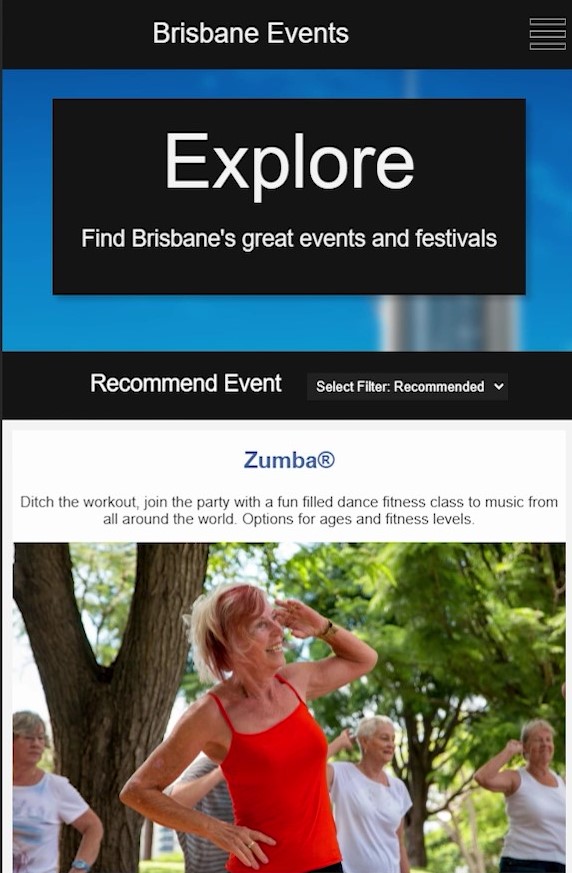 Brisbane Events
Explore
Find Brisbane's great events and festivals
Recommend Event
Select Filter: Recommended
Zumba®
Ditch the workout, join the party with a fun filled dance fitness class to music from
all around the world. Options for ages and fitness levels.